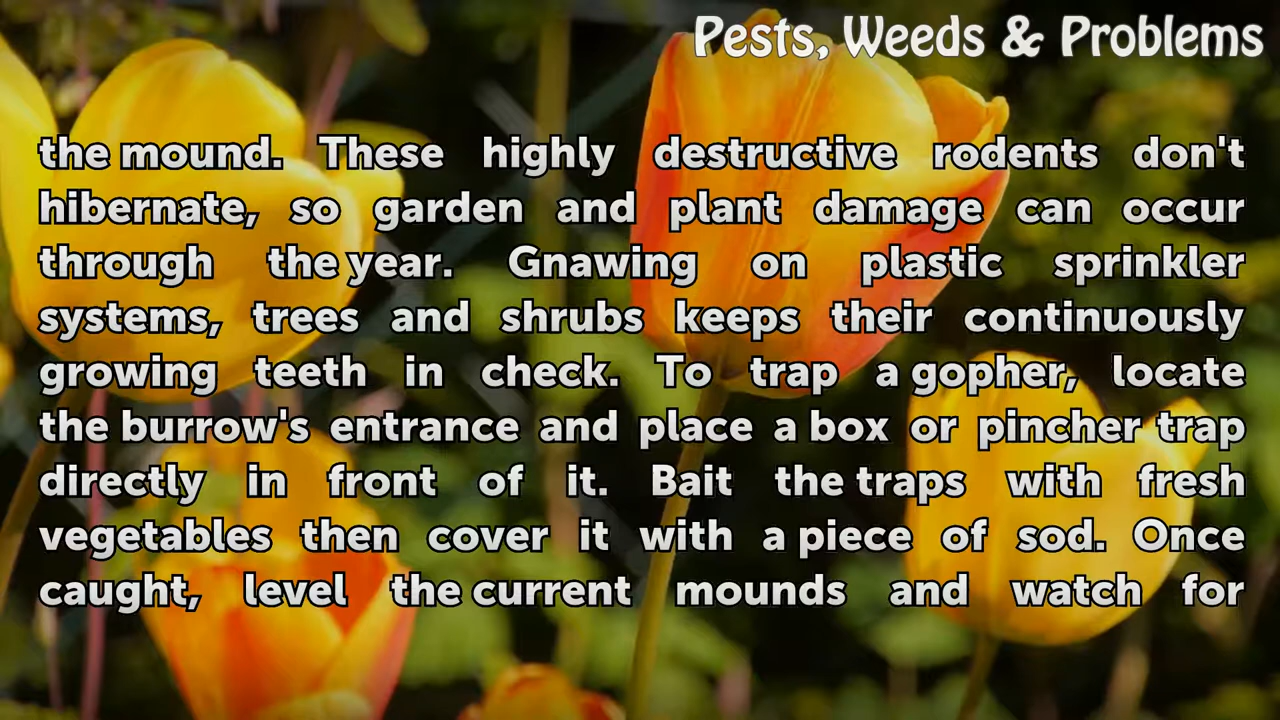 Pests, Weeds & Problems
the mound. These highly destructive rodents don't
hibernate, so garden and plant damage can occur
through the year. Gnawing on plastic sprinkler
systems, trees and shrubs keeps their continuously
growing teeth in check. To trap a gopher, locate
the burrow's entrance and place a box or pincher trap
directly in front of it. Bait the traps with fresh
vegetables then cover it with a piece of sod. Once
caught, level the current mounds and watch for